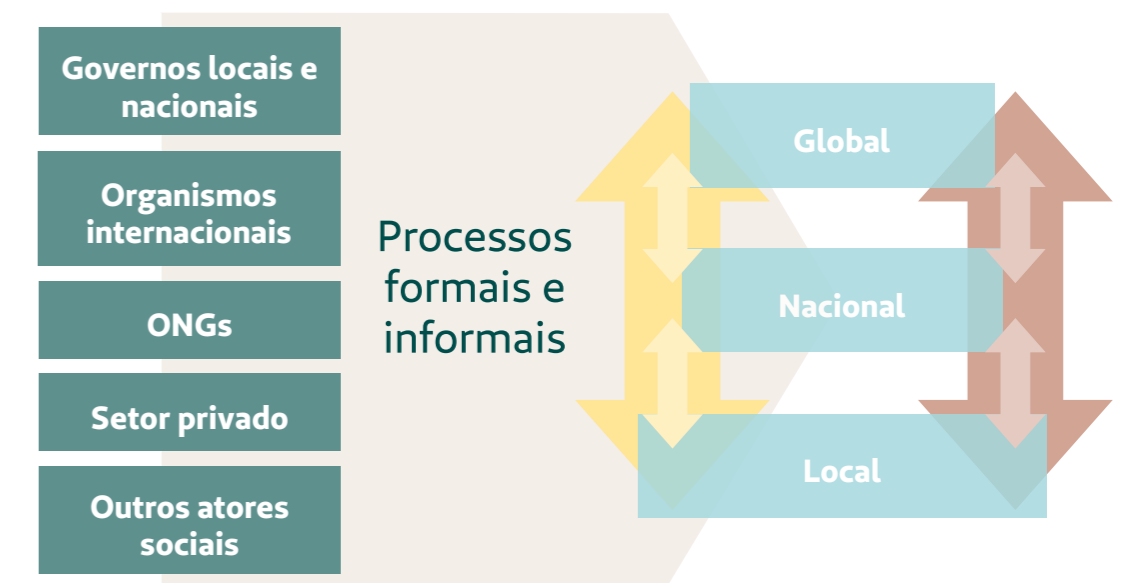 Governos locais e
nacionais
Organismos
internacionais
ONGs
Setor privado
Outros atores
sociais
Processos
formais e
informais
Global
Nacional
Local